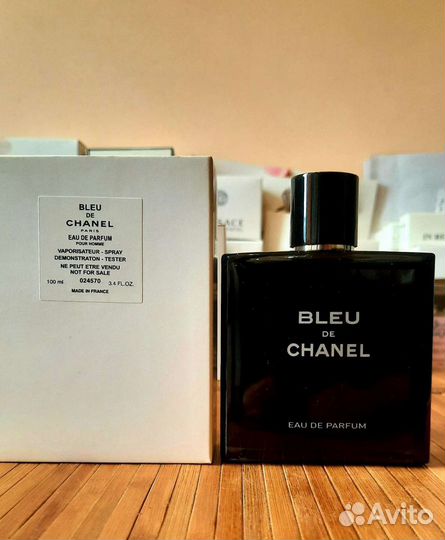 BLEU
DE
CHANEL
PARIS
EAU DE PARFUM
POUR HOMME
VAPORISATEUR - SPRAY
DEMONSTRATON - TESTER
NE PEUT ETRE VENDU
NOT FOR SALE
100 ml 024570 3.4 FL.OZ.
MADE IN FRANCE
BLEU
DE
CHANEL
EAU DE PARFUM
Avito